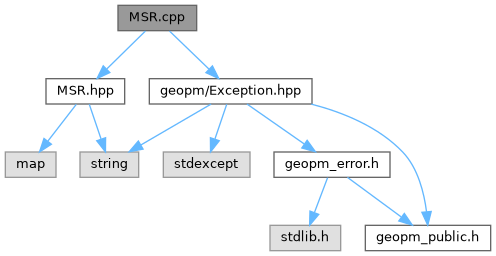 MSR.cpp
MSR.hpp
geopm/Exception.hpp
map
string
stdexcept
geopm_error.h
stdlib.h
geopm_public.h